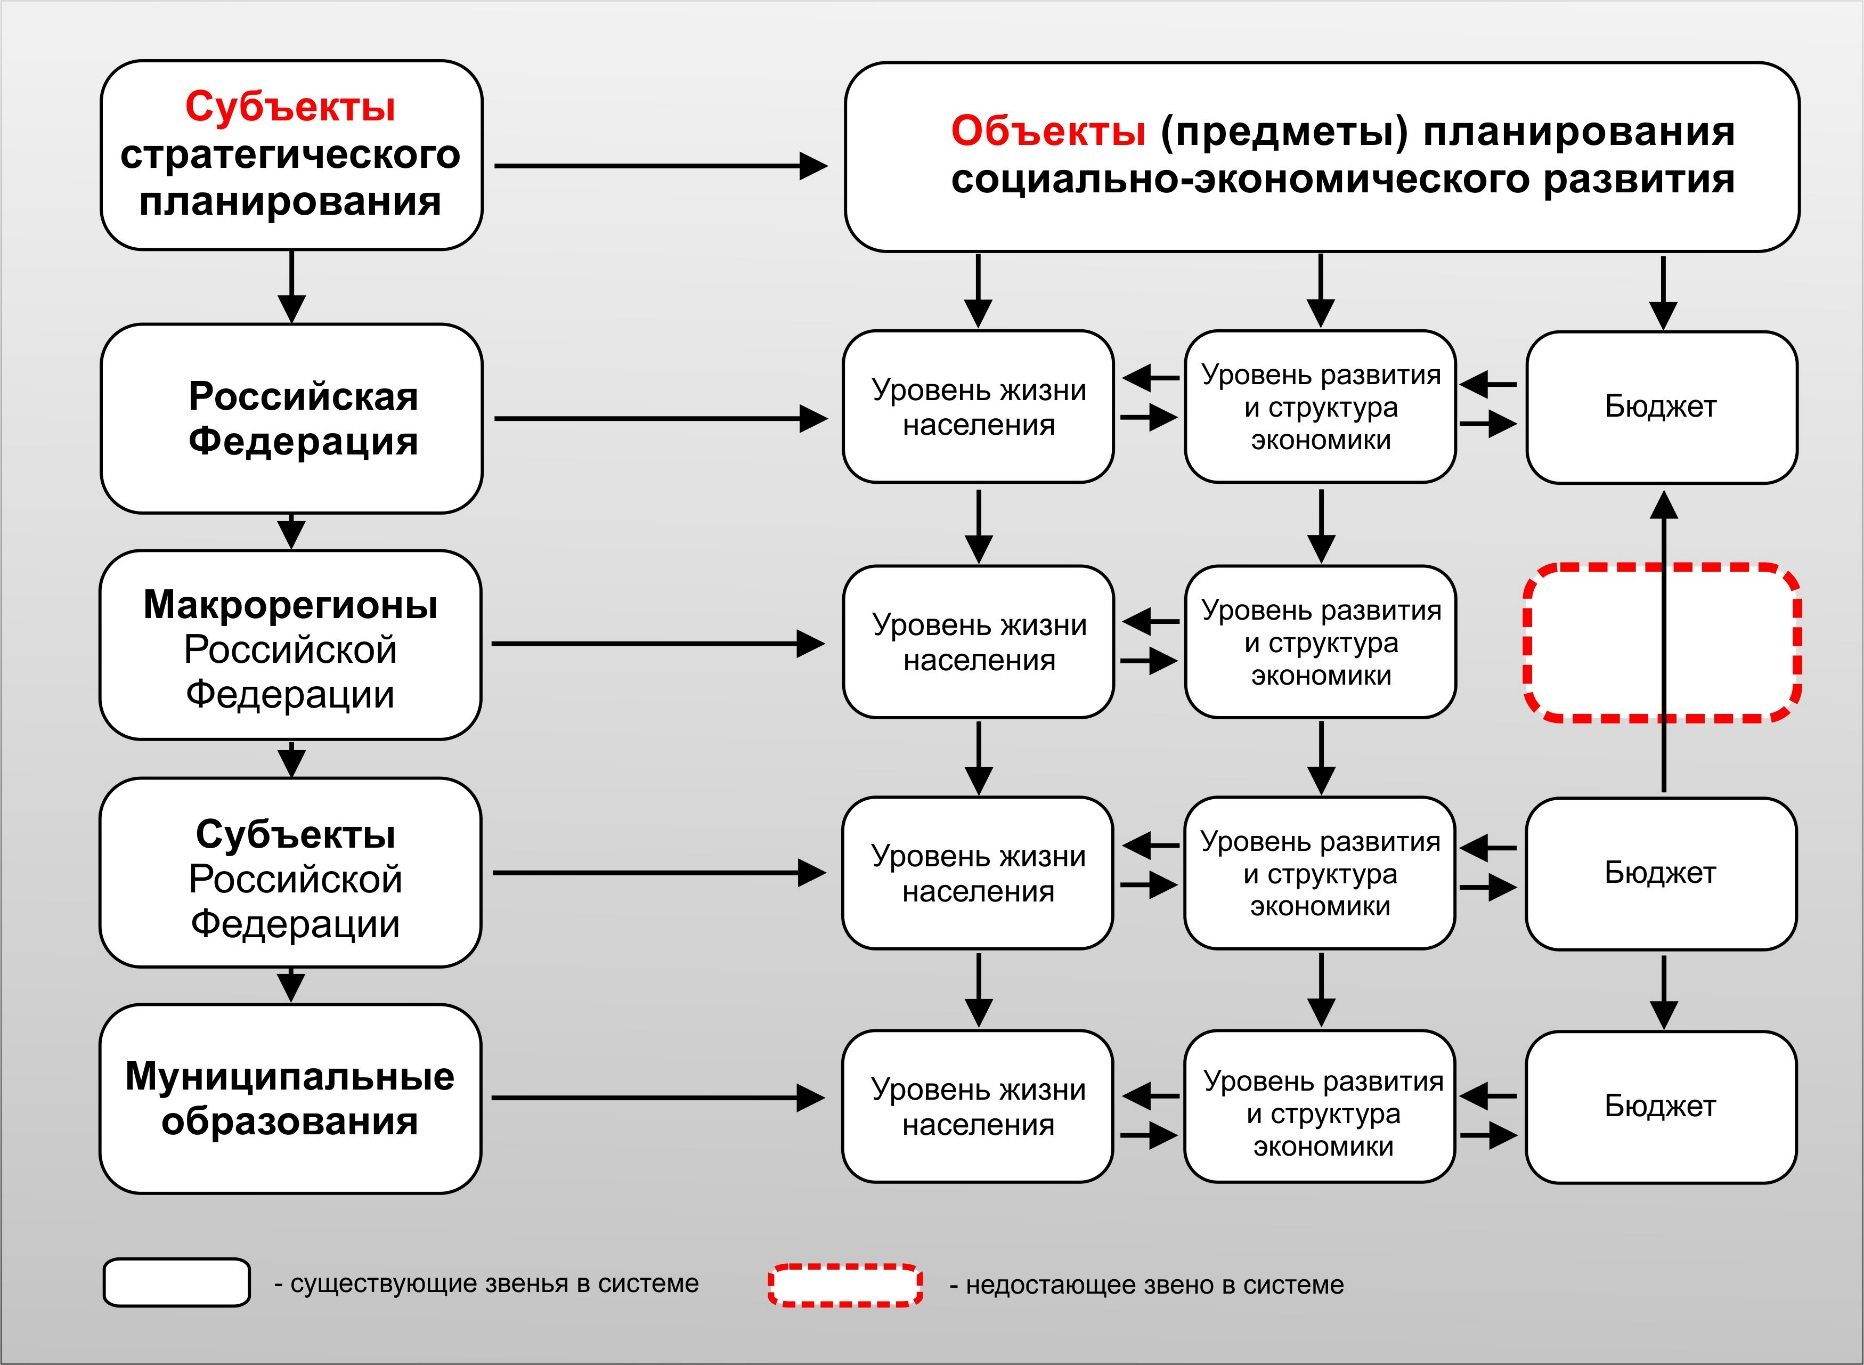 Субъекты
стратегического
планирования
Объекты (предметы) планирования
социально-экономического развития
Российская
Федерация
Уровень жизни
населения
Уровень развития
и структура
экономики
Бюджет
Макрорегионы
Российской
Федерации
Уровень жизни
населения
Уровень развития
и структура
экономики
Субъекты
Российской
Федерации
Уровень жизни
населения
Уровень развития
и структура
экономики
Бюджет
Муниципальные
образования
Уровень жизни
населения
Уровень развития
и структура
экономики
Бюджет
- существующие звенья в системе
- недостающее звено в системе